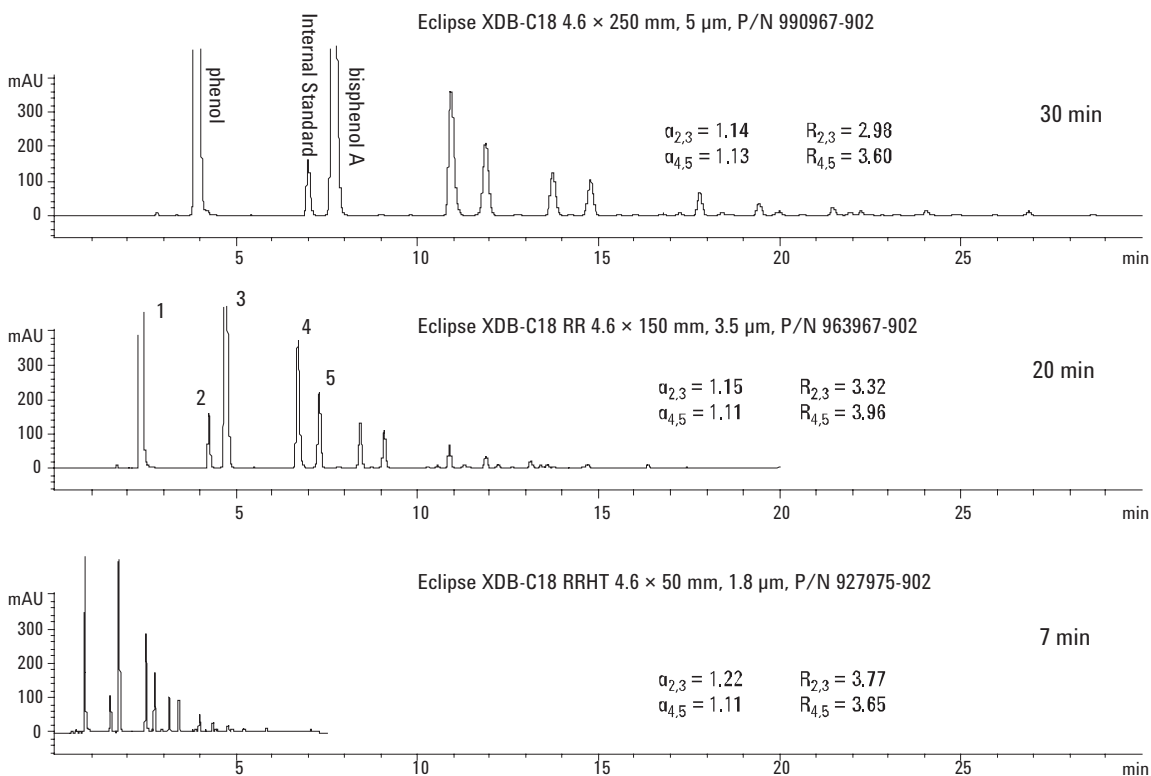 Eclipse XDB-C18 4.6 × 250 mm, 5 µm, P/N 990967-902
mAU
300
200
100
0
phenol
Internal Standard
bisphenol A
α2,3 = 1.14 R2,3 = 2.98
α4,5 = 1.13 R4,5 = 3.60
30 min
5 10 15 20 25 min
Eclipse XDB-C18 RR 4.6 × 150 mm, 3.5 µm, P/N 963967-902
mAU
300
200
100
0
1
2
3
4
5
α2,3 = 1.15 R2,3 = 3.32
α4,5 = 1.11 R4,5 = 3.96
20 min
5 10 15 20 25 min
Eclipse XDB-C18 RRHT 4.6 × 50 mm, 1.8 µm, P/N 927975-902
mAU
300
200
100
0
α2,3 = 1.22 R2,3 = 3.77
α4,5 = 1.11 R4,5 = 3.65
7 min
5 10 15 20 25 min